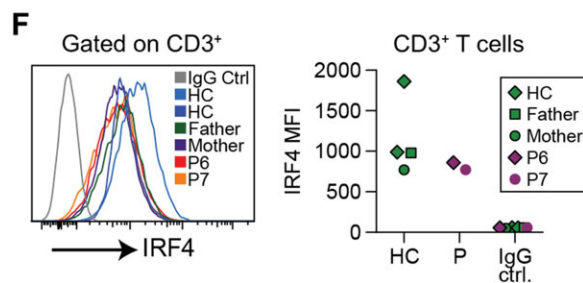 F
Gated on CD3⁺
IgG Ctrl
HC
HC
Father
Mother
P6
P7
IRF4
CD3⁺ T cells
IRF4 MFI
2000
1500
1000
500
0
HC
P
IgG
ctrl.
HC
Father
Mother
P6
P7